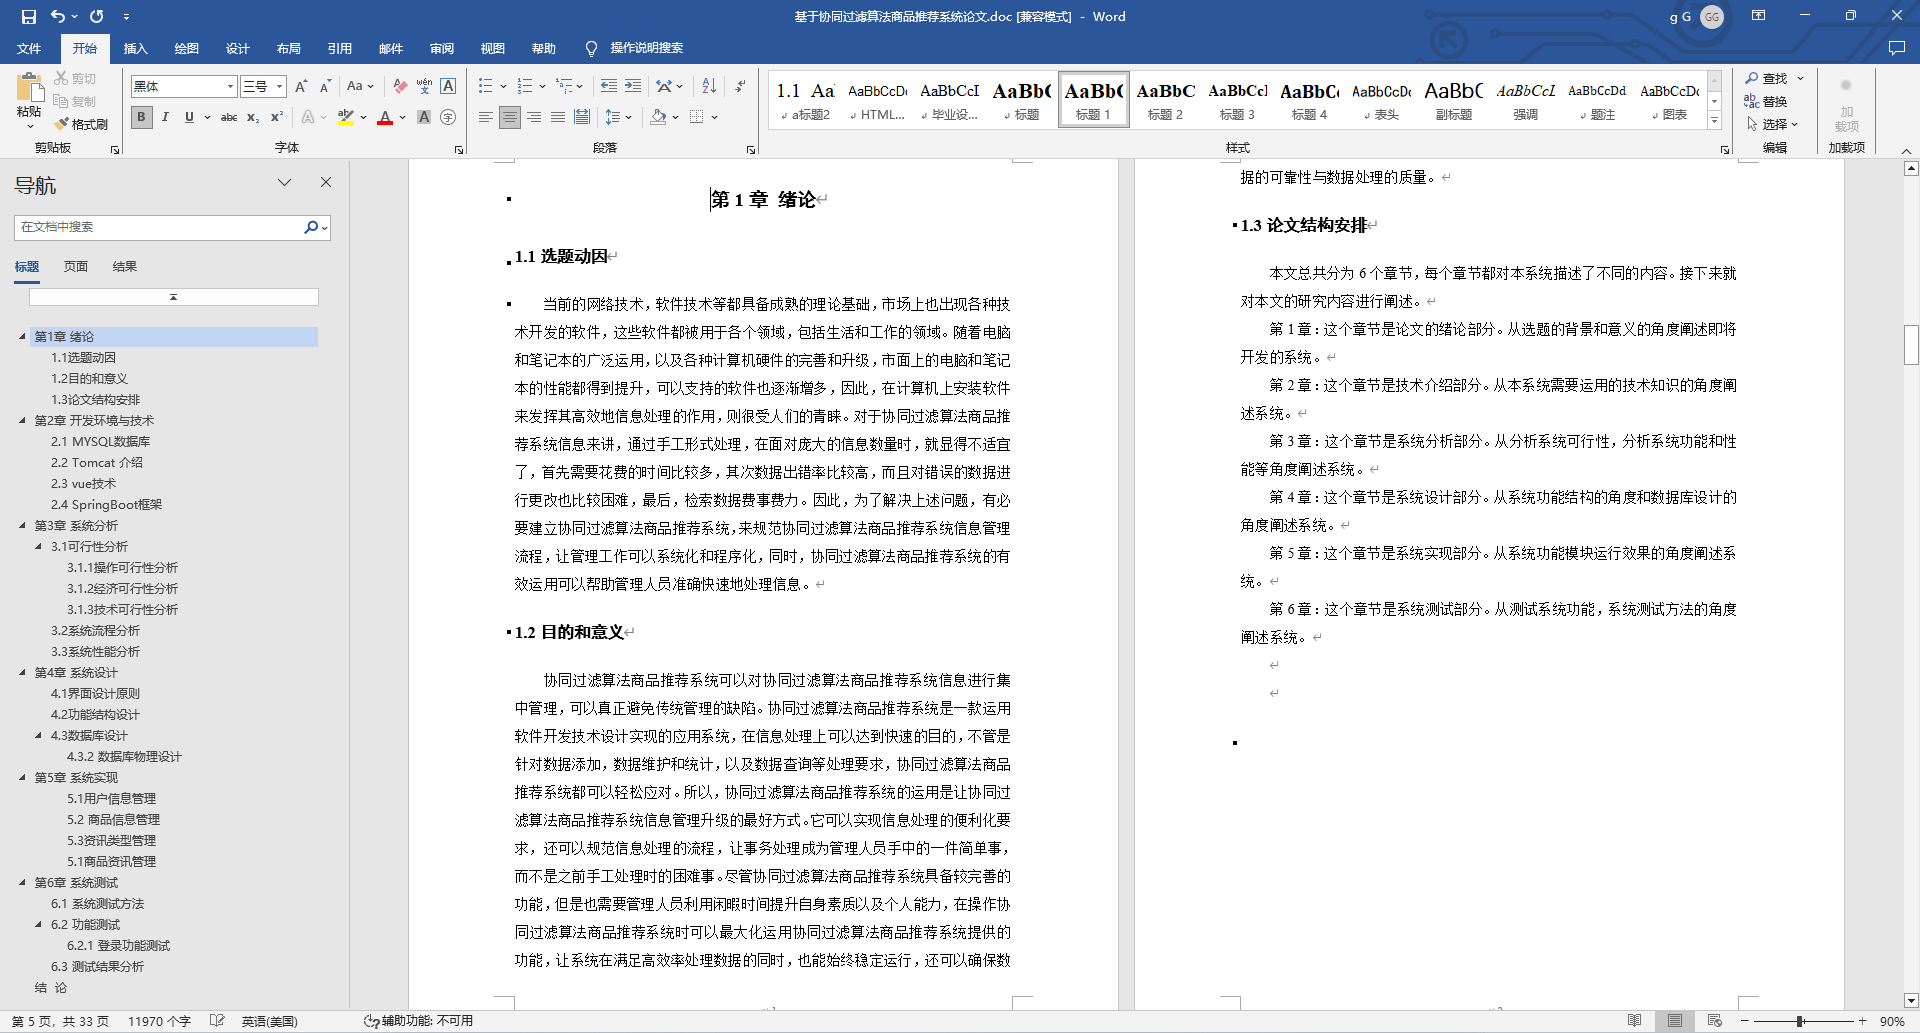 基于协同过滤算法商品推荐系统论文.doc [兼容模式] - Word
g G
GG
文件 开始 插入 绘图 设计 布局 引用 邮件 审阅 视图 帮助 操作说明搜索
粘贴
剪切
复制
格式刷
剪贴板
黑体 三号
字体
段落
1.1 Aa AaBbCcDc AaBbCcI AaBb( AaBb( AaBbC AaBbCcl AaBbCc AaBbCcDc AaBbC AaBbCcL AaBbCcDd. AaBbCcDc
a标题2 HTML... 毕业设... 标题 标题 1 标题 2 标题 3 标题 4 表头 副标题 强调 题注 图表
样式
查找
替换
选择
编辑
加
载项
加载项
导航
在文档中搜索
标题 页面 结果
第1章 绪论
1.1选题动因
1.2目的和意义
1.3论文结构安排
第2章 开发环境与技术
2.1 MYSQL数据库
2.2 Tomcat 介绍
2.3 vue技术
2.4 SpringBoot框架
第3章 系统分析
3.1可行性分析
3.1.1操作可行性分析
3.1.2经济可行性分析
3.1.3技术可行性分析
3.2系统流程分析
3.3系统性能分析
第4章 系统设计
4.1界面设计原则
4.2功能结构设计
4.3数据库设计
4.3.2 数据库物理设计
第5章 系统实现
5.1用户信息管理
5.2 商品信息管理
5.3资讯类型管理
5.1商品资讯管理
第6章 系统测试
6.1 系统测试方法
6.2 功能测试
6.2.1 登录功能测试
6.3 测试结果分析
结 论
第 1 章 绪论
1.1 选题动因
当前的网络技术，软件技术等都具备成熟的理论基础，市场上也出现各种技
术开发的软件，这些软件都被用于各个领域，包括生活和工作的领域。随着电脑
和笔记本的广泛运用，以及各种计算机硬件的完善和升级，市面上的电脑和笔记
本的性能都得到提升，可以支持的软件也逐渐增多，因此，在计算机上安装软件
来发挥其高效地信息处理的作用，则很受人们的青睐。对于协同过滤算法商品推
荐系统信息来讲，通过手工形式处理，在面对庞大的信息数量时，就显得不适宜
了，首先需要花费的时间比较多，其次数据出错率比较高，而且对错误的数据进
行更改也比较困难，最后，检索数据费事费力。因此，为了解决上述问题，有必
要建立协同过滤算法商品推荐系统，来规范协同过滤算法商品推荐系统信息管理
流程，让管理工作可以系统化和程序化，同时，协同过滤算法商品推荐系统的有
效运用可以帮助管理人员准确快速地处理信息。
1.2 目的和意义
协同过滤算法商品推荐系统可以对协同过滤算法商品推荐系统信息进行集
中管理，可以真正避免传统管理的缺陷。协同过滤算法商品推荐系统是一款运用
软件开发技术设计实现的应用系统，在信息处理上可以达到快速的目的，不管是
针对数据添加，数据维护和统计，以及数据查询等处理要求，协同过滤算法商品
推荐系统都可以轻松应对。所以，协同过滤算法商品推荐系统的运用是让协同过
滤算法商品推荐系统信息管理升级的最好方式。它可以实现信息处理的便利化要
求，还可以规范信息处理的流程，让事务处理成为管理人员手中的一件简单事，
而不是之前手工处理时的困难事。尽管协同过滤算法商品推荐系统具备较完善的
功能，但是也需要管理人员利用闲暇时间提升自身素质以及个人能力，在操作协
同过滤算法商品推荐系统时可以最大化运用协同过滤算法商品推荐系统提供的
功能，让系统在满足高效率处理数据的同时，也能始终稳定运行，还可以确保数
据的可靠性与数据处理的质量。
1.3 论文结构安排
本文总共分为 6 个章节，每个章节都对本系统描述了不同的内容。接下来就
对本文的研究内容进行阐述。
第 1 章：这个章节是论文的绪论部分。从选题的背景和意义的角度阐述即将
开发的系统。
第 2 章：这个章节是技术介绍部分。从本系统需要运用的技术知识的角度阐
述系统。
第 3 章：这个章节是系统分析部分。从分析系统可行性，分析系统功能和性
能等角度阐述系统。
第 4 章：这个章节是系统设计部分。从系统功能结构的角度和数据库设计的
角度阐述系统。
第 5 章：这个章节是系统实现部分。从系统功能模块运行效果的角度阐述系
统。
第 6 章：这个章节是系统测试部分。从测试系统功能，系统测试方法的角度
阐述系统。
第 5 页，共 33 页 11970 个字 英语(美国) 辅助功能: 不可用 90%